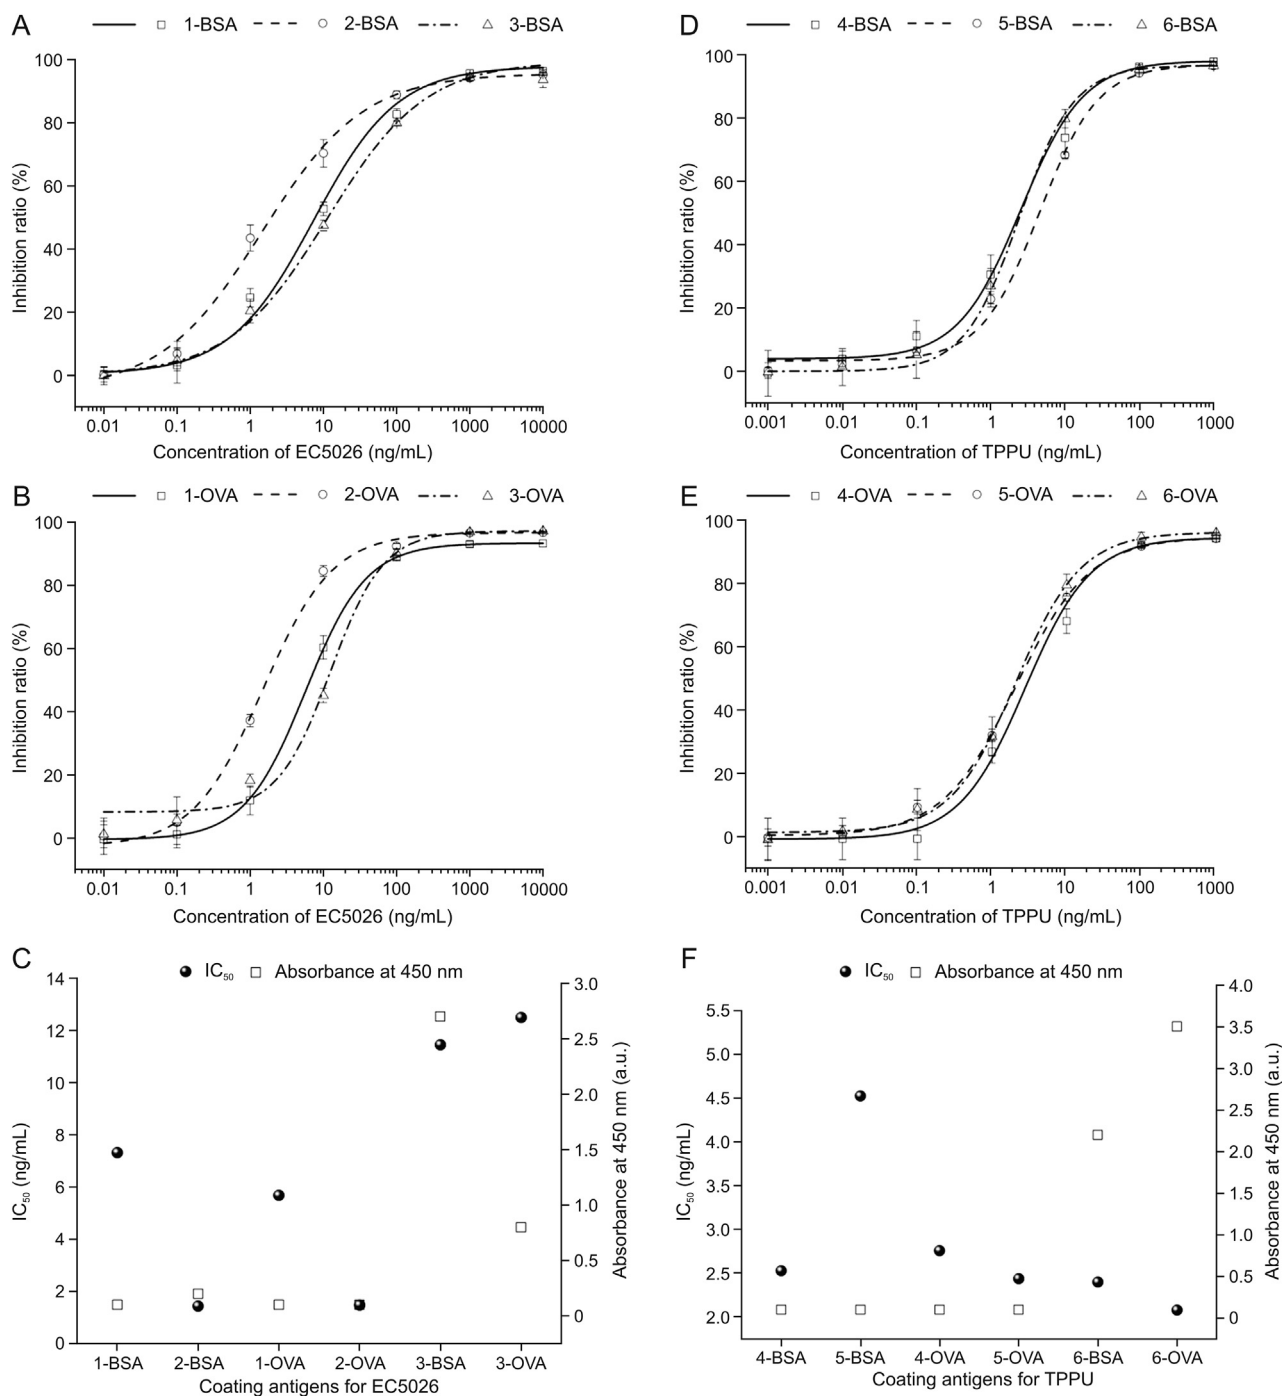 A
1-BSA 2-BSA 3-BSA
100
80
60
40
20
0
Inhibition ratio (%)
0.01 0.1 1 10 100 1000 10000
Concentration of EC5026 (ng/mL)
D
4-BSA 5-BSA 6-BSA
100
80
60
40
20
0
Inhibition ratio (%)
0.001 0.01 0.1 1 10 100 1000
Concentration of TPPU (ng/mL)
B
1-OVA 2-OVA 3-OVA
100
80
60
40
20
0
Inhibition ratio (%)
0.01 0.1 1 10 100 1000 10000
Concentration of EC5026 (ng/mL)
E
4-OVA 5-OVA 6-OVA
100
80
60
40
20
0
Inhibition ratio (%)
0.001 0.01 0.1 1 10 100 1000
Concentration of TPPU (ng/mL)
C
IC50 Absorbance at 450 nm
14
12
10
8
6
4
2
0
IC50 (ng/mL)
3.0
2.5
2.0
1.5
1.0
0.5
0
Absorbance at 450 nm (a.u.)
1-BSA 2-BSA 1-OVA 2-OVA 3-BSA 3-OVA
Coating antigens for EC5026
F
IC50 Absorbance at 450 nm
5.5
5.0
4.5
4.0
3.5
3.0
2.5
2.0
IC50 (ng/mL)
4.0
3.5
3.0
2.5
2.0
1.5
1.0
0.5
0
Absorbance at 450 nm (a.u.)
4-BSA 5-BSA 4-OVA 5-OVA 6-BSA 6-OVA
Coating antigens for TPPU